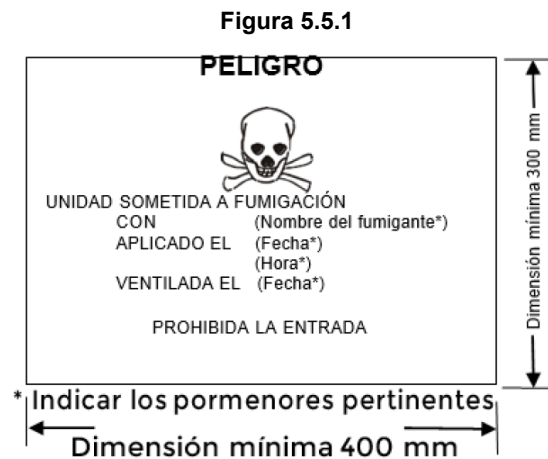 Figura 5.5.1
PELIGRO
UNIDAD SOMETIDA A FUMIGACIÓN
CON (Nombre del fumigante*)
APLICADO EL (Fecha*)
(Hora*)
VENTILADA EL (Fecha*)
PROHIBIDA LA ENTRADA
Dimensión mínima 300 mm
* Indicar los pormenores pertinentes
Dimensión mínima 400 mm